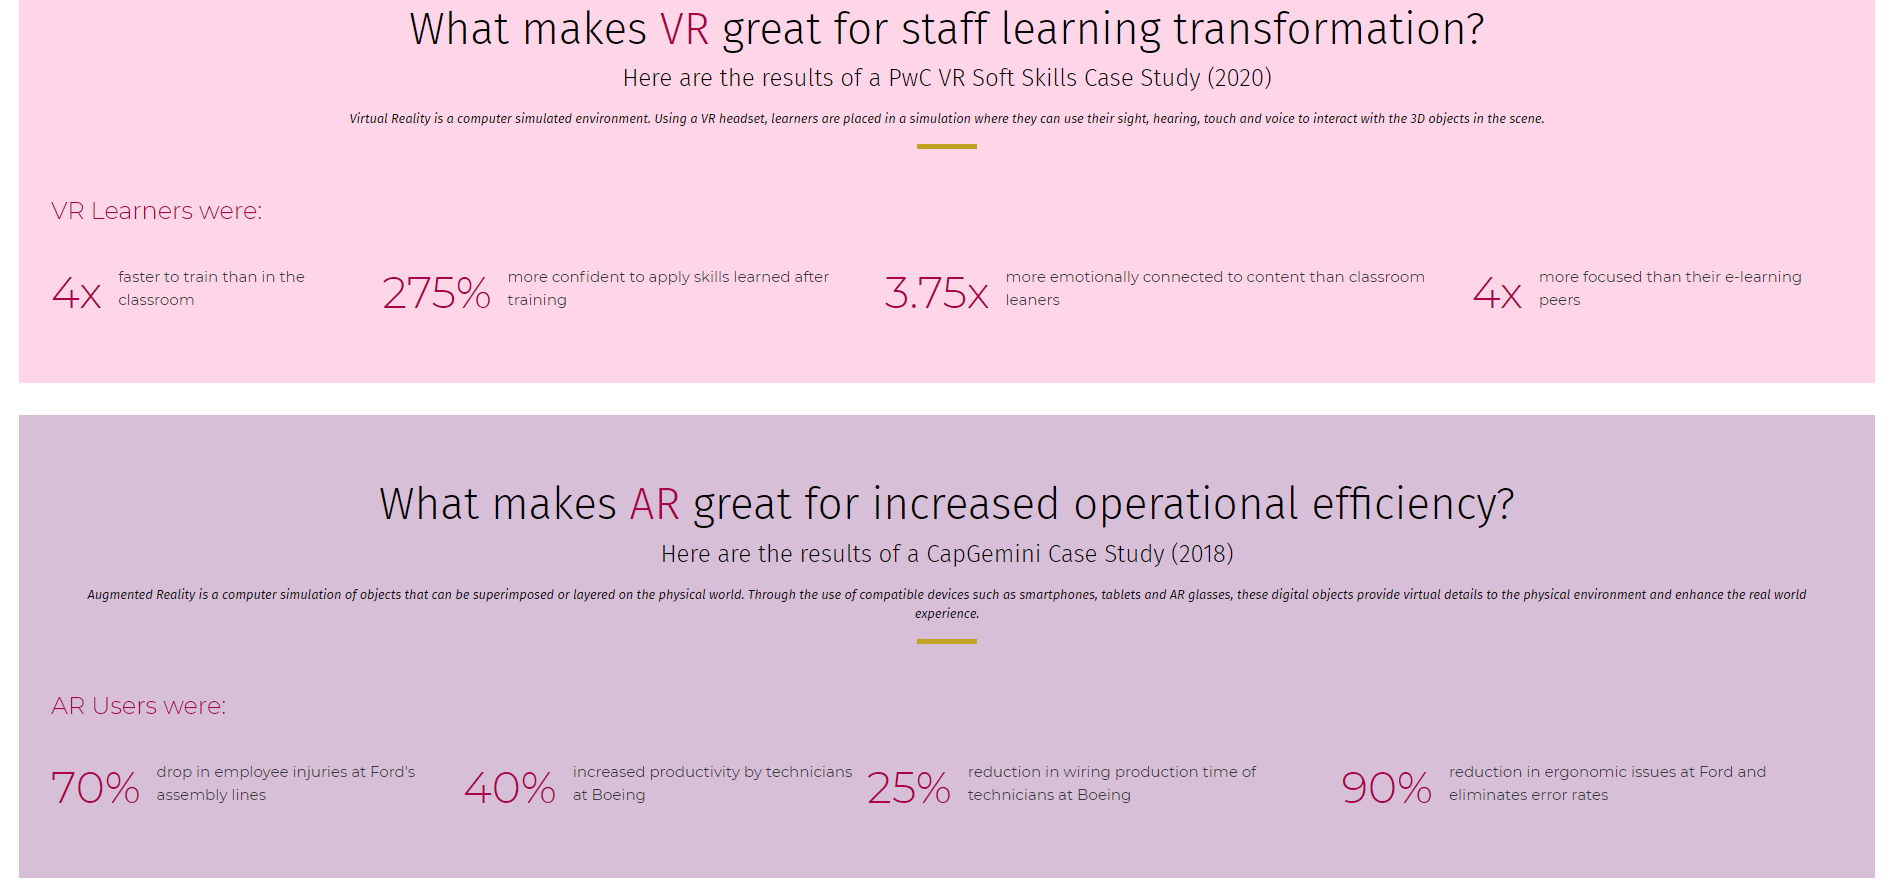 What makes VR great for staff learning transformation?
Here are the results of a PwC VR Soft Skills Case Study (2020)
Virtual Reality is a computer simulated environment. Using a VR headset, learners are placed in a simulation where they can use their sight, hearing, touch and voice to interact with the 3D objects in the scene.
VR Learners were:
4x
faster to train than in the
classroom
275%
more confident to apply skills learned after
training
3.75x
more emotionally connected to content than classroom
leaners
4x
more focused than their e-learning
peers
What makes AR great for increased operational efficiency?
Here are the results of a CapGemini Case Study (2018)
Augmented Reality is a computer simulation of objects that can be superimposed or layered on the physical world. Through the use of compatible devices such as smartphones, tablets and AR glasses, these digital objects provide virtual details to the physical environment and enhance the real world
experience.
AR Users were:
70%
drop in employee injuries at Ford's
assembly lines
40%
increased productivity by technicians
at Boeing
25%
reduction in wiring production time of
technicians at Boeing
90%
reduction in ergonomic issues at Ford and
eliminates error rates